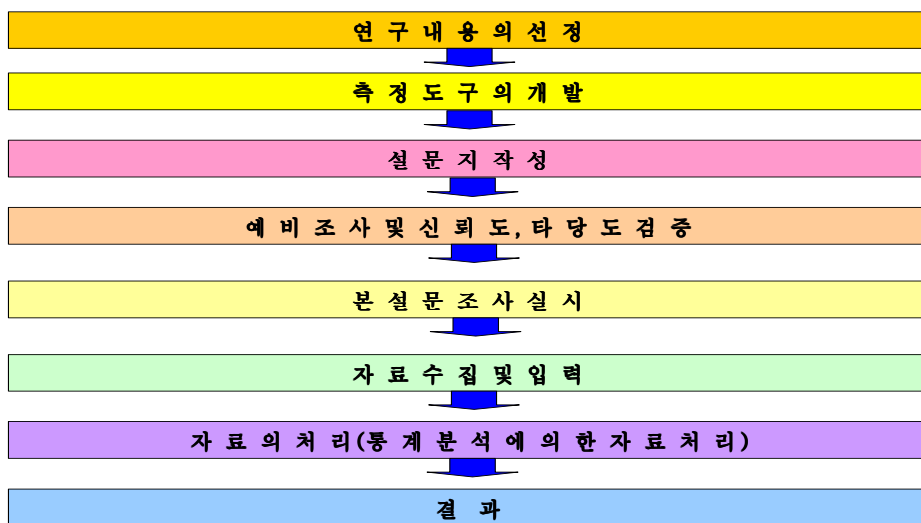 연구내용의선정
측정도구의개발
설문지작성
예비조사및신뢰도,타당도검증
본설문조사실시
자료수집및입력
자료의처리(통계분석에의한자료처리)
결과